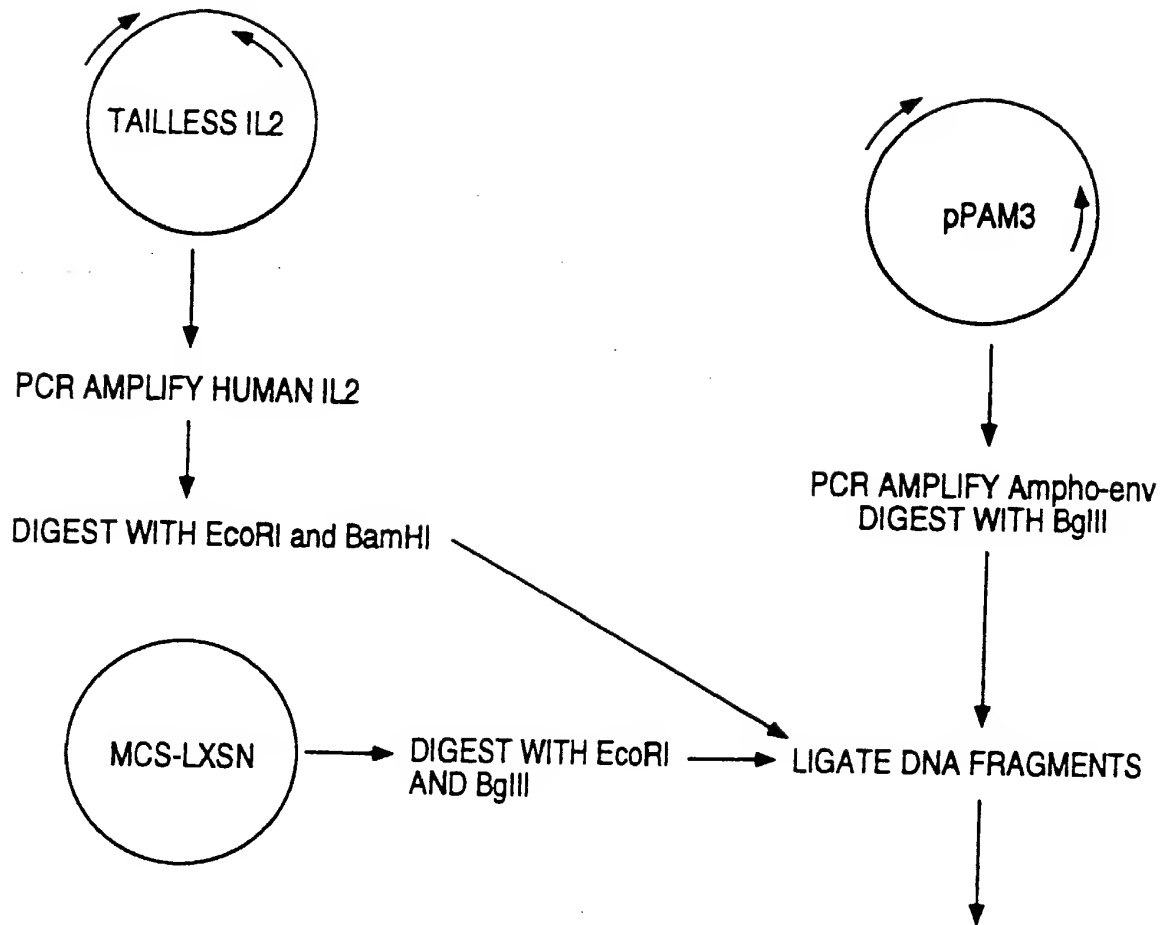 TAILLESS IL2
pPAM3
PCR AMPLIFY HUMAN IL2
PCR AMPLIFY Ampho-env
DIGEST WITH BglII
DIGEST WITH EcoRI and BamHI
MCS-LXSN
DIGEST WITH EcoRI
AND BglII
LIGATE DNA FRAGMENTS